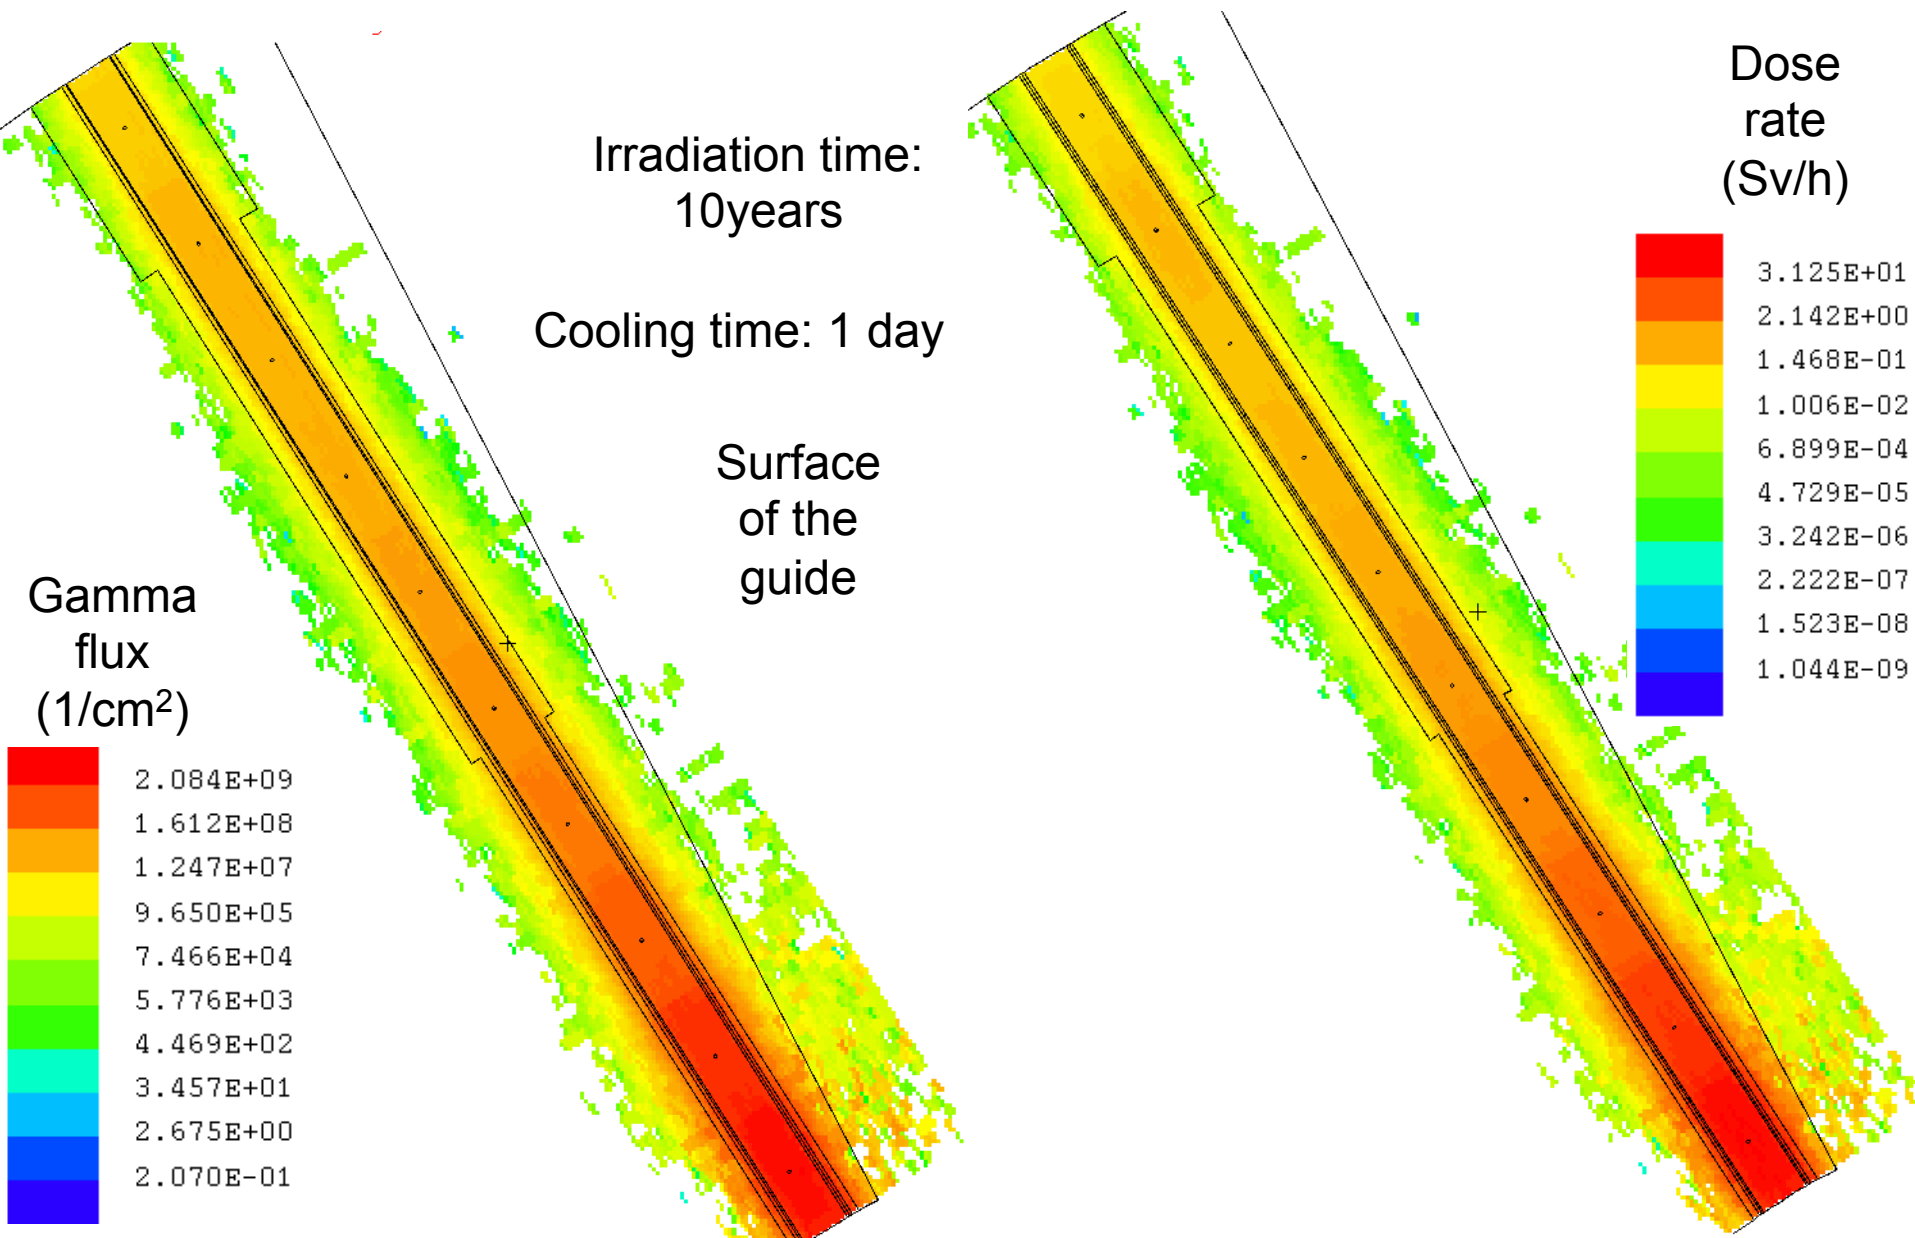 Irradiation time:
10years
Cooling time: 1 day
Surface
of the
guide
Gamma
flux
(1/cm²)
2.084E+09
1.612E+08
1.247E+07
9.650E+05
7.466E+04
5.776E+03
4.469E+02
3.457E+01
2.675E+00
2.070E-01
Dose
rate
(Sv/h)
3.125E+01
2.142E+00
1.468E-01
1.006E-02
6.899E-04
4.729E-05
3.242E-06
2.222E-07
1.523E-08
1.044E-09